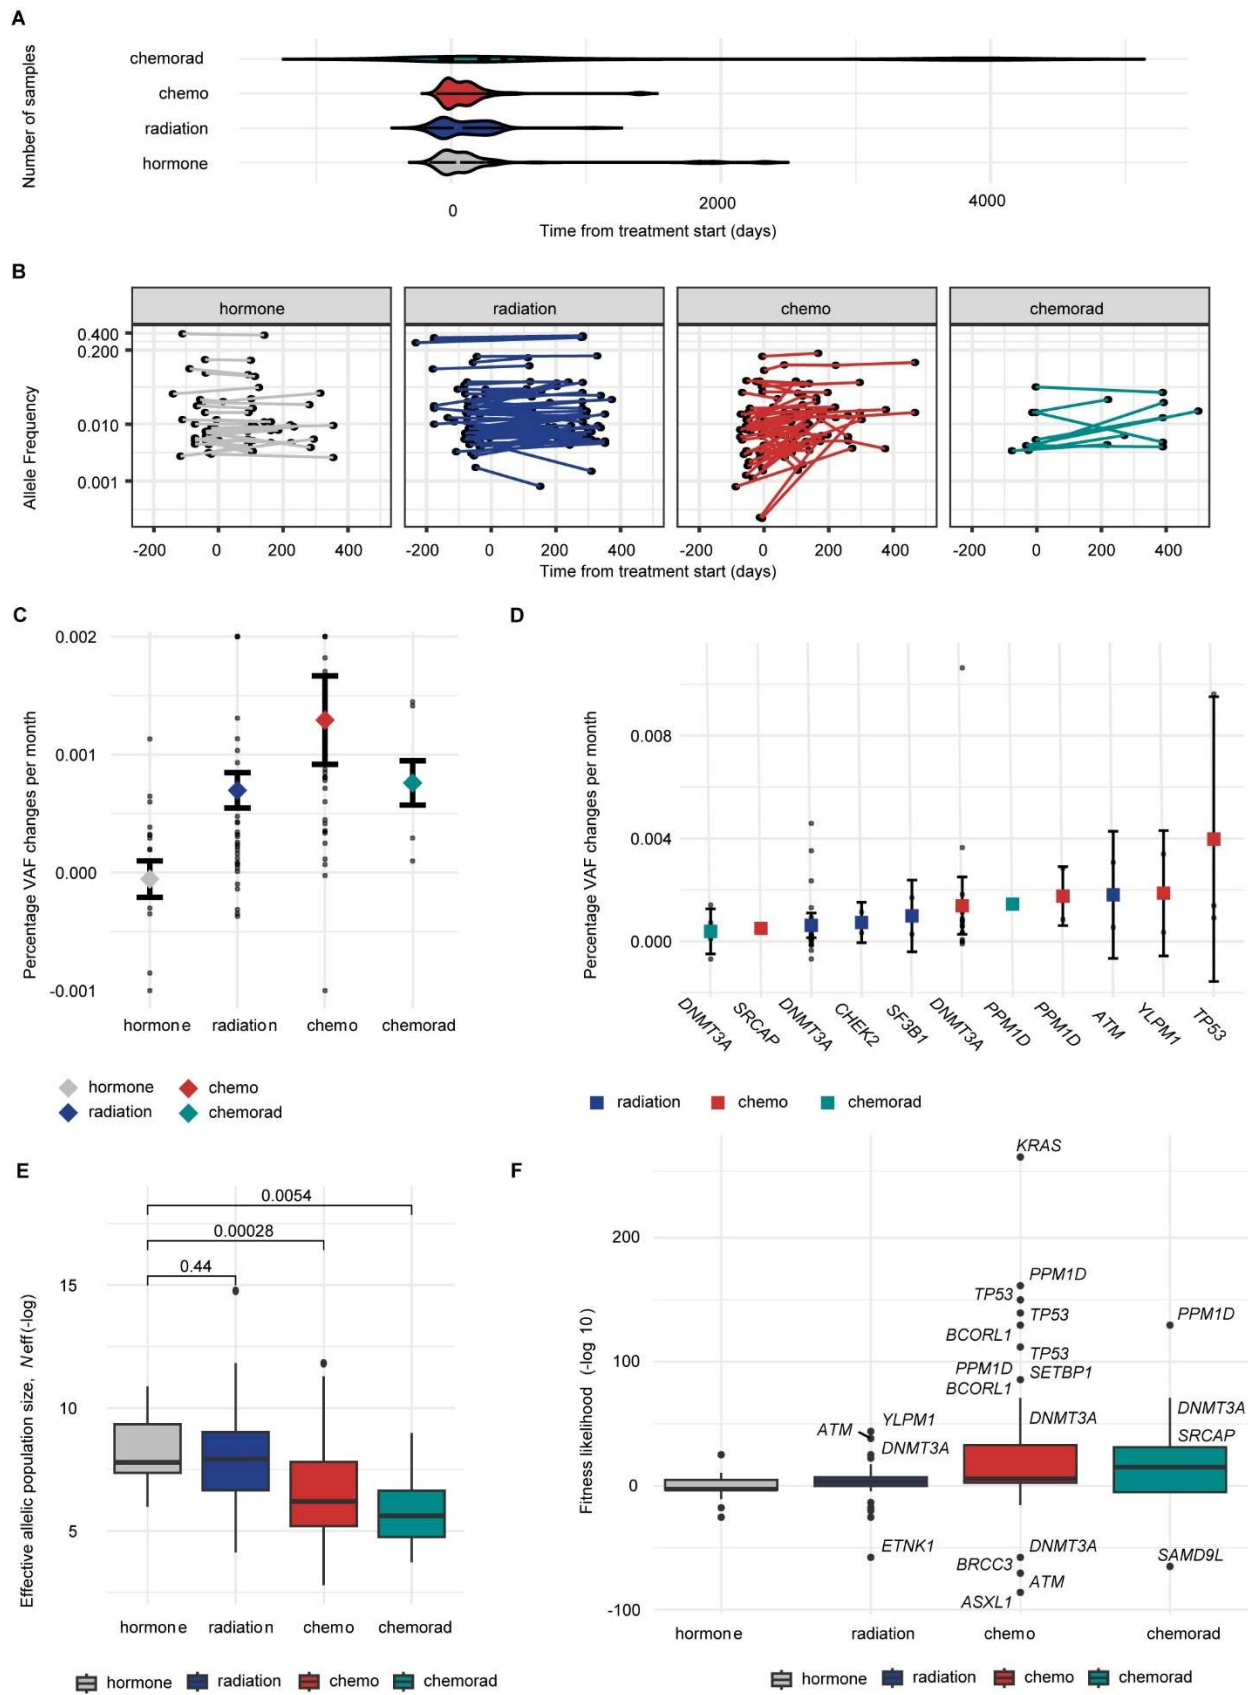 A
Number of samples
chemorad
chemo
radiation
hormone
0
2000
4000
Time from treatment start (days)
B
hormone
radiation
chemo
chemorad
Allele Frequency
0.400
0.200
0.010
0.001
-200 0 200 400
-200 0 200 400
-200 0 200 400
-200 0 200 400
Time from treatment start (days)
C
Percentage VAF changes per month
0.002
0.001
0.000
-0.001
hormone radiation chemo chemorad
hormone chemo
radiation chemorad
D
Percentage VAF changes per month
0.008
0.004
0.000
DNMT3A
SRCAP
DNMT3A
CHEK2
SF3B1
DNMT3A
PPM1D
PPM1D
ATM
YLPM1
TP53
radiation chemo chemorad
E
Effective allelic population size, Neff (-log)
0.0054
0.00028
0.44
15
10
5
hormone radiation chemo chemorad
hormone radiation chemo chemorad
F
Fitness likelihood (-log 10)
200
100
0
-100
KRAS
PPM1D
TP53
TP53
BCORL1
TP53
PPM1D
SETBP1
BCORL1
DNMT3A
DNMT3A
BRCC3
ATM
ASXL1
ATM
YLPM1
DNMT3A
ETNK1
PPM1D
DNMT3A
SRCAP
SAMD9L
hormone radiation chemo chemorad
hormone radiation chemo chemorad